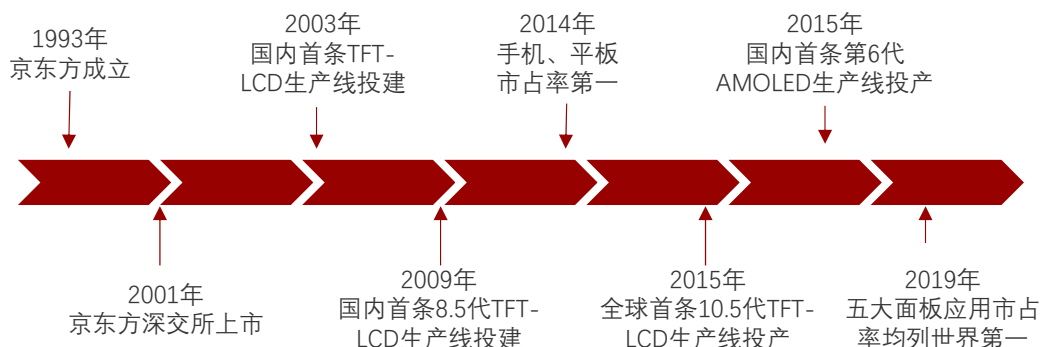 1993年
京东方成立
2003年
国内首条TFT-
LCD生产线投建
2014年
手机、平板
市占率第一
2015年
国内首条第6代
AMOLED生产线投产
2001年
京东方深交所上市
2009年
国内首条8.5代TFT-
LCD生产线投建
2015年
全球首条10.5代TFT-
LCD生产线投产
2019年
五大面板应用市占
率均列世界第一